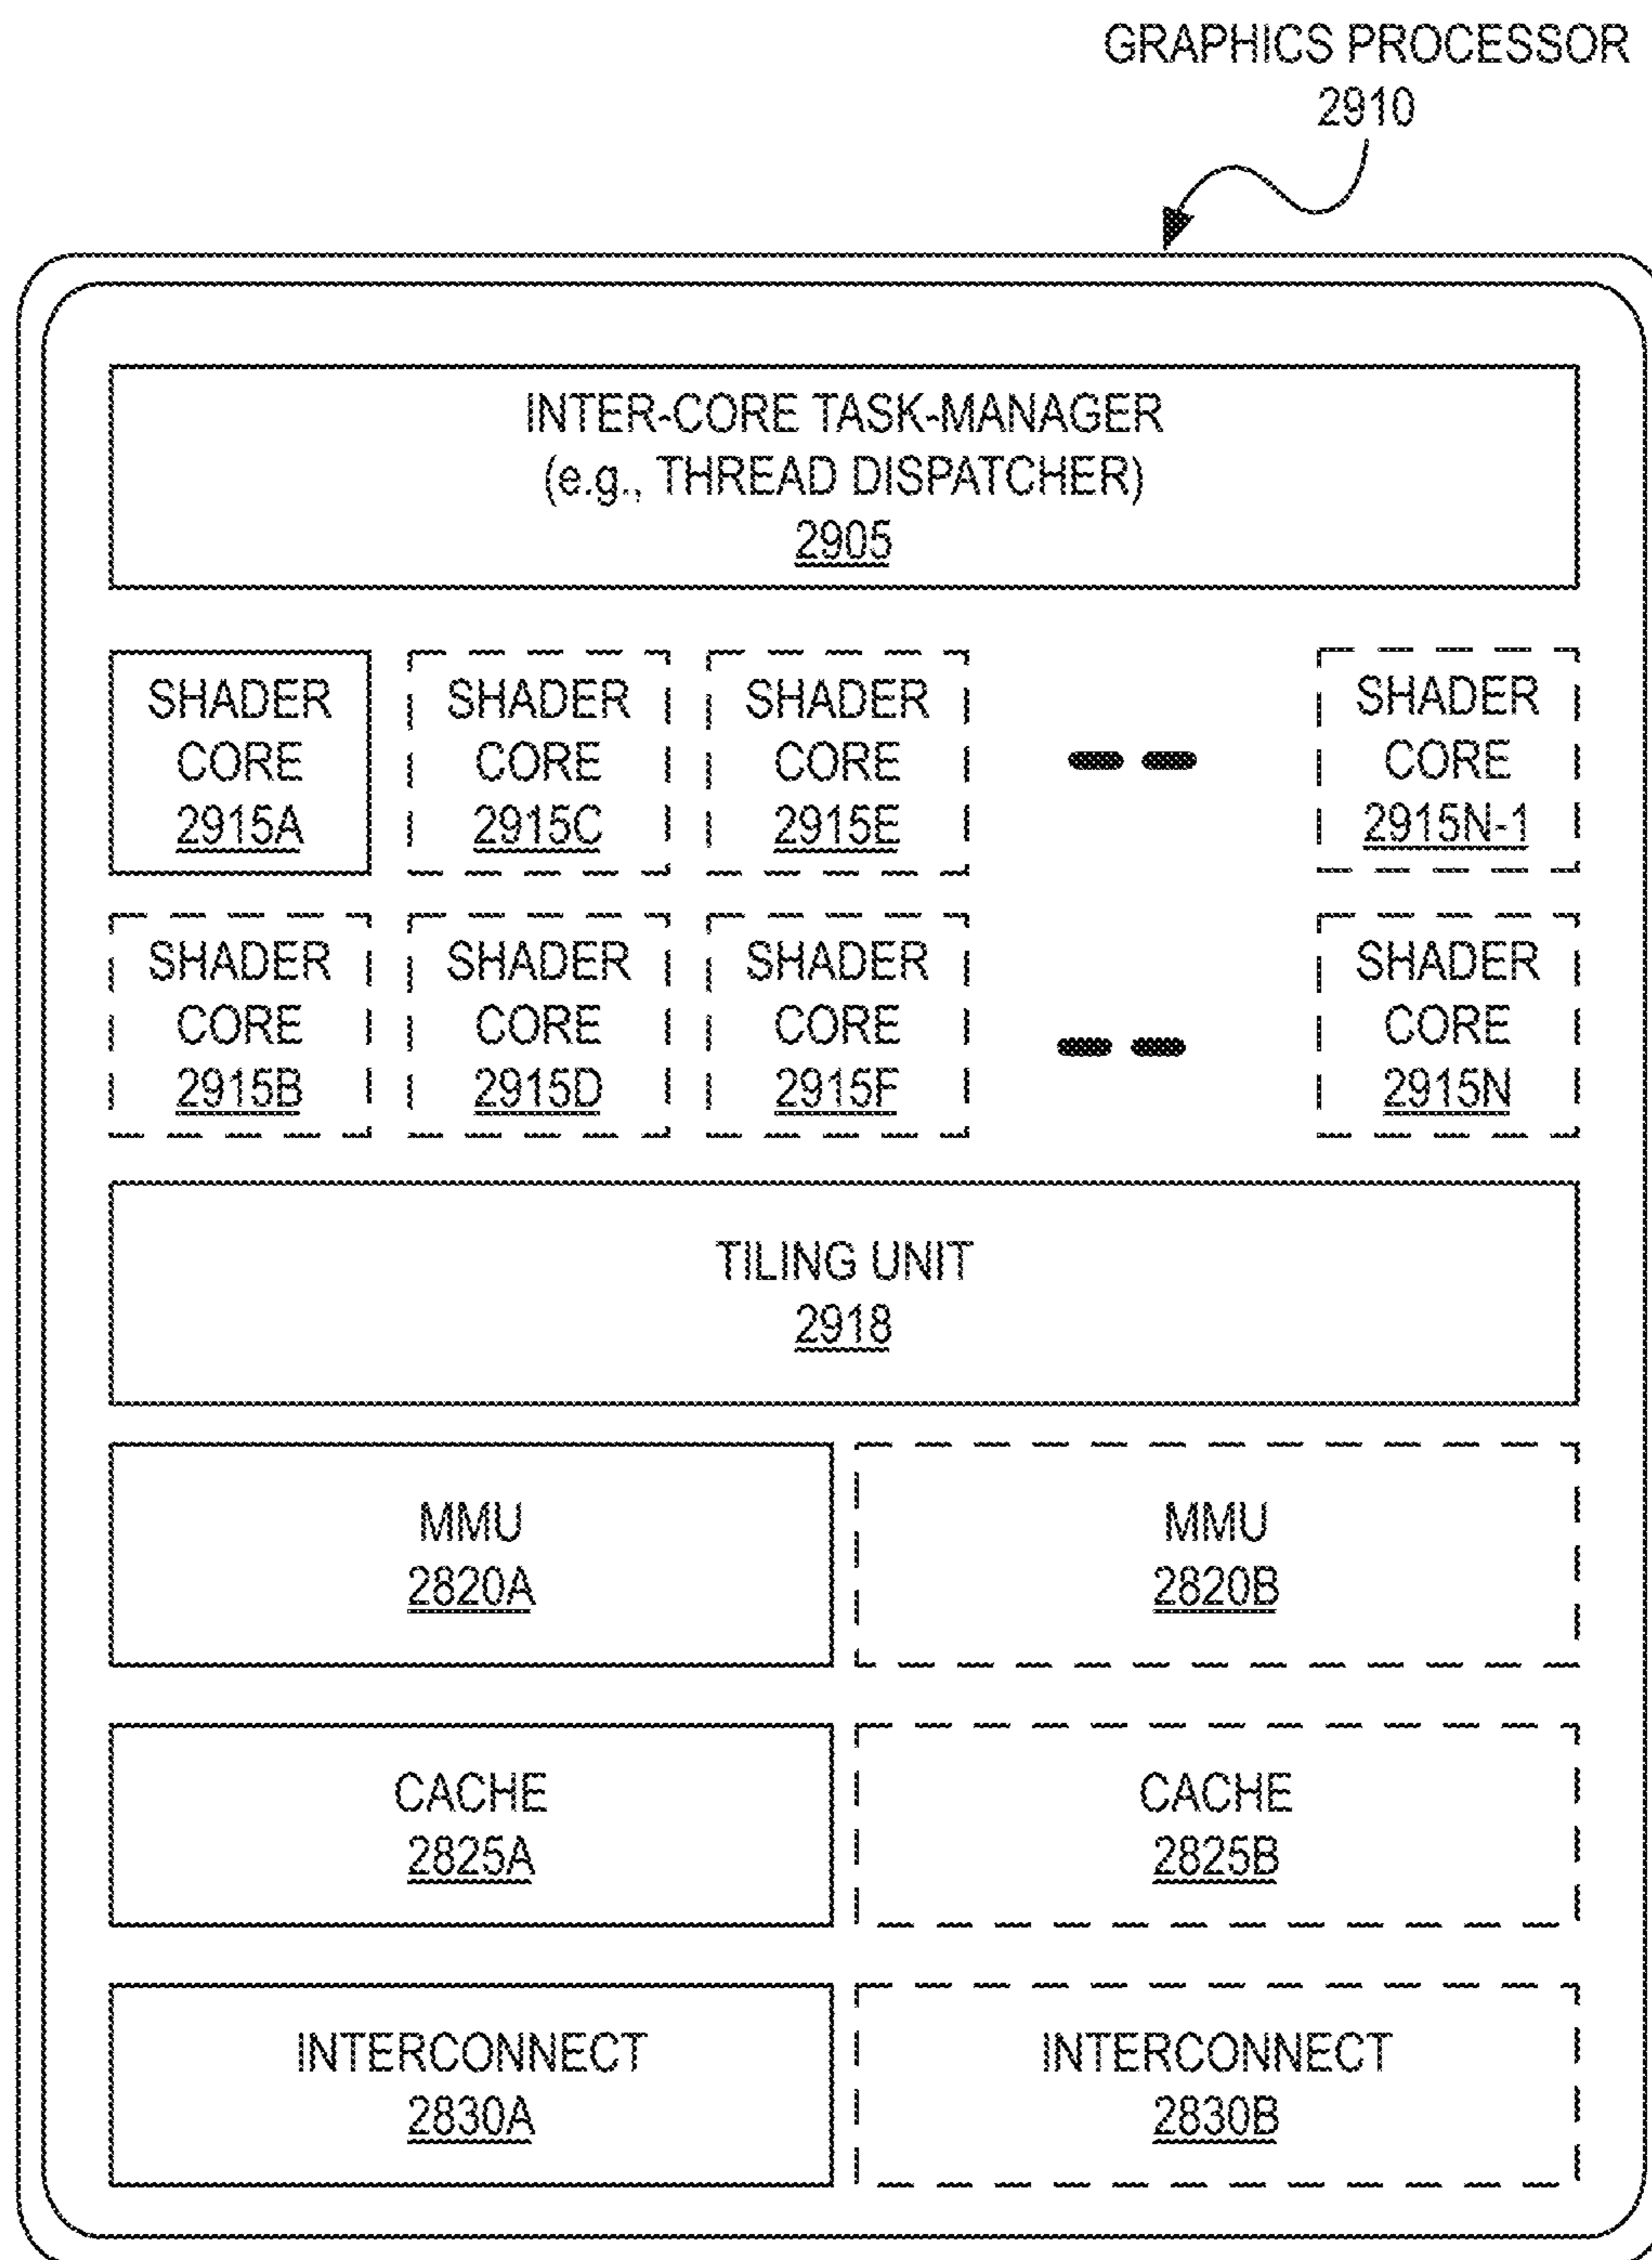 GRAPHICS PROCESSOR
2910
INTER-CORE TASK-MANAGER
(e.g., THREAD DISPATCHER)
2905
SHADER
CORE
2915A
SHADER
CORE
2915C
SHADER
CORE
2915E
SHADER
CORE
2915N-1
SHADER
CORE
2915B
SHADER
CORE
2915D
SHADER
CORE
2915F
SHADER
CORE
2915N
TILING UNIT
2918
MMU
2820A
MMU
2820B
CACHE
2825A
CACHE
2825B
INTERCONNECT
2830A
INTERCONNECT
2830B